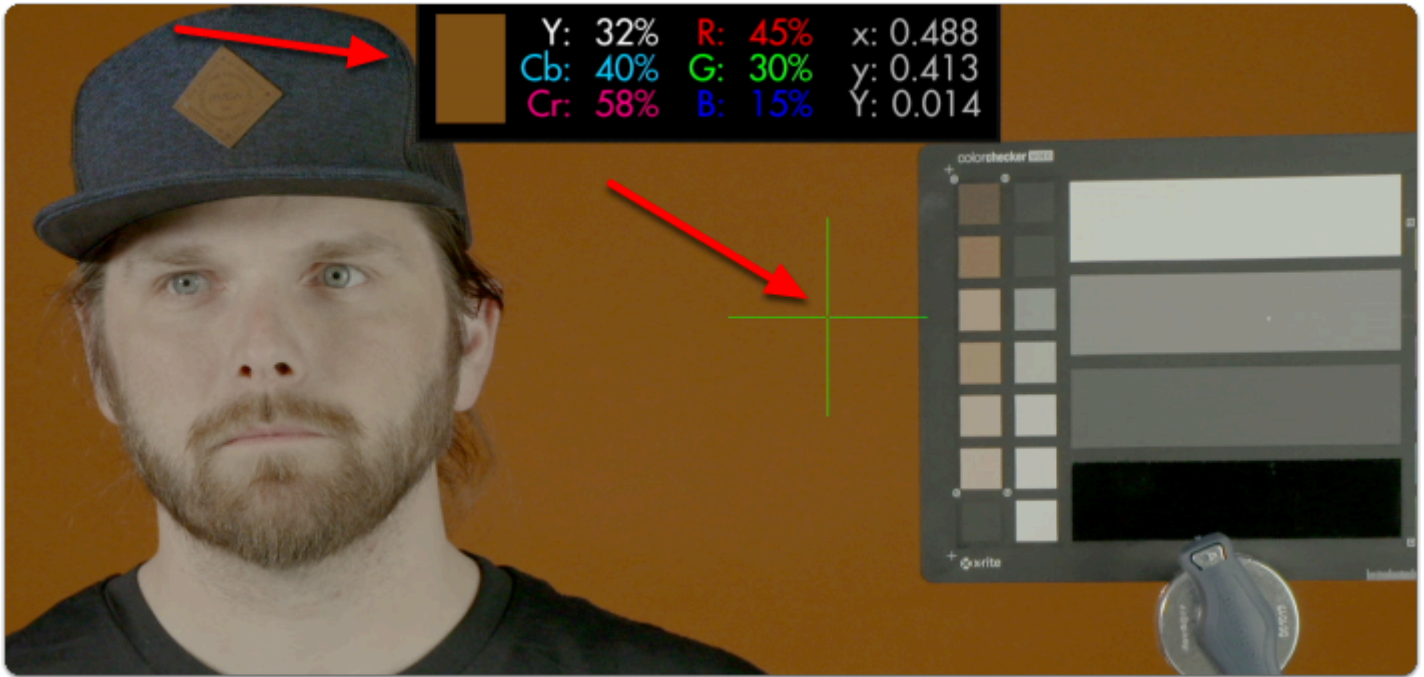 Y: 32% R: 45% x: 0.488
Cb: 40% G: 30% y: 0.413
Cr: 58% B: 15% Y: 0.014
colorchecker
x-rite